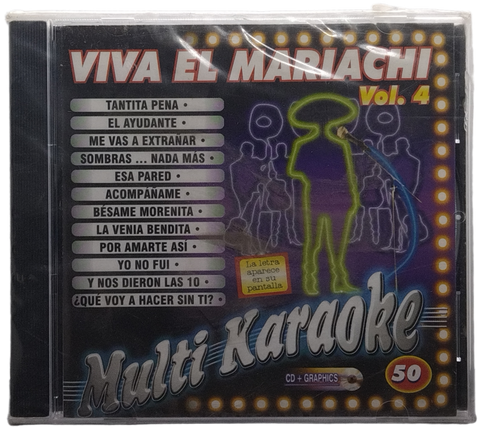 VIVA EL MARIACHI
Vol. 4
TANTITA PENA •
EL AYUDANTE •
ME VAS A EXTRAÑAR •
SOMBRAS ... NADA MÁS •
ESA PARED •
ACOMPÁÑAME •
BÉSAME MORENITA •
LA VENIA BENDITA •
POR AMARTE ASÍ •
YO NO FUI •
Y NOS DIERON LAS 10 •
¿QUÉ VOY A HACER SIN TI? •
La letra
aparece
en su
pantalla
Multi Karaoke
CD + GRAPHICS
50